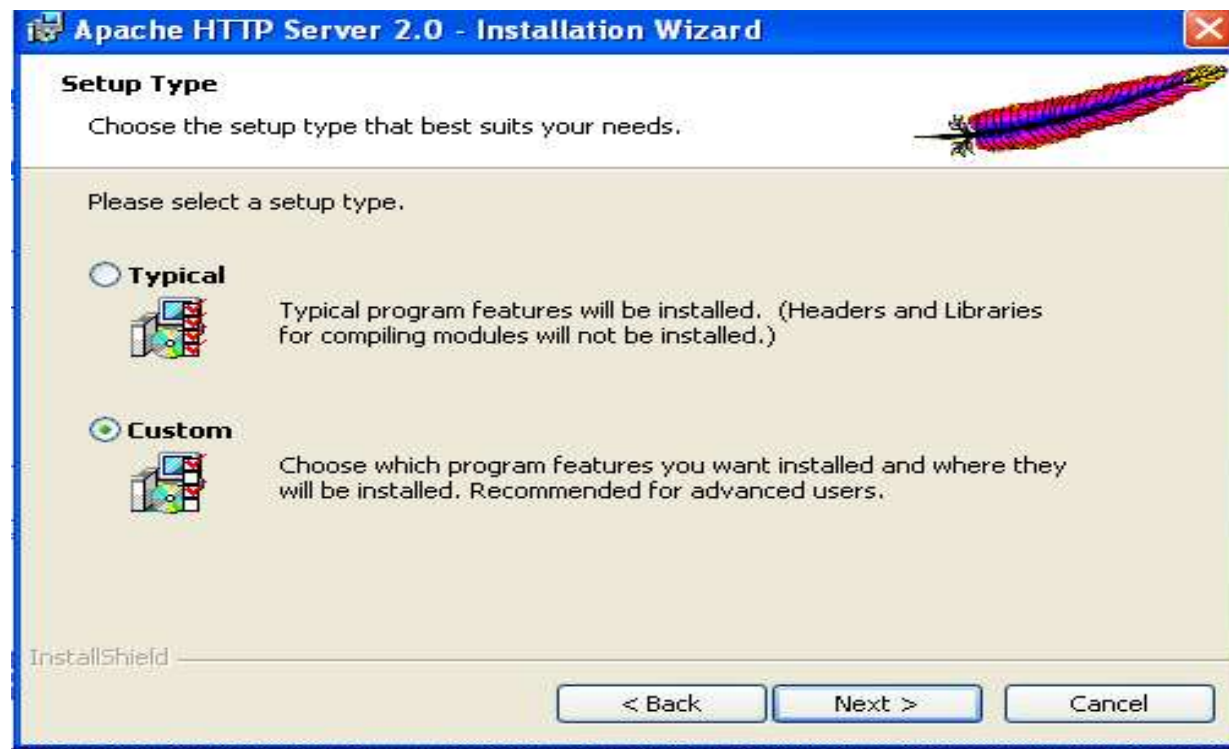 Apache HTTP Server 2.0 - Installation Wizard
Setup Type
Choose the setup type that best suits your needs.
Please select a setup type.
Typical
Typical program features will be installed. (Headers and Libraries
for compiling modules will not be installed.)
Custom
Choose which program features you want installed and where they
will be installed. Recommended for advanced users.
InstallShield
< Back
Next >
Cancel